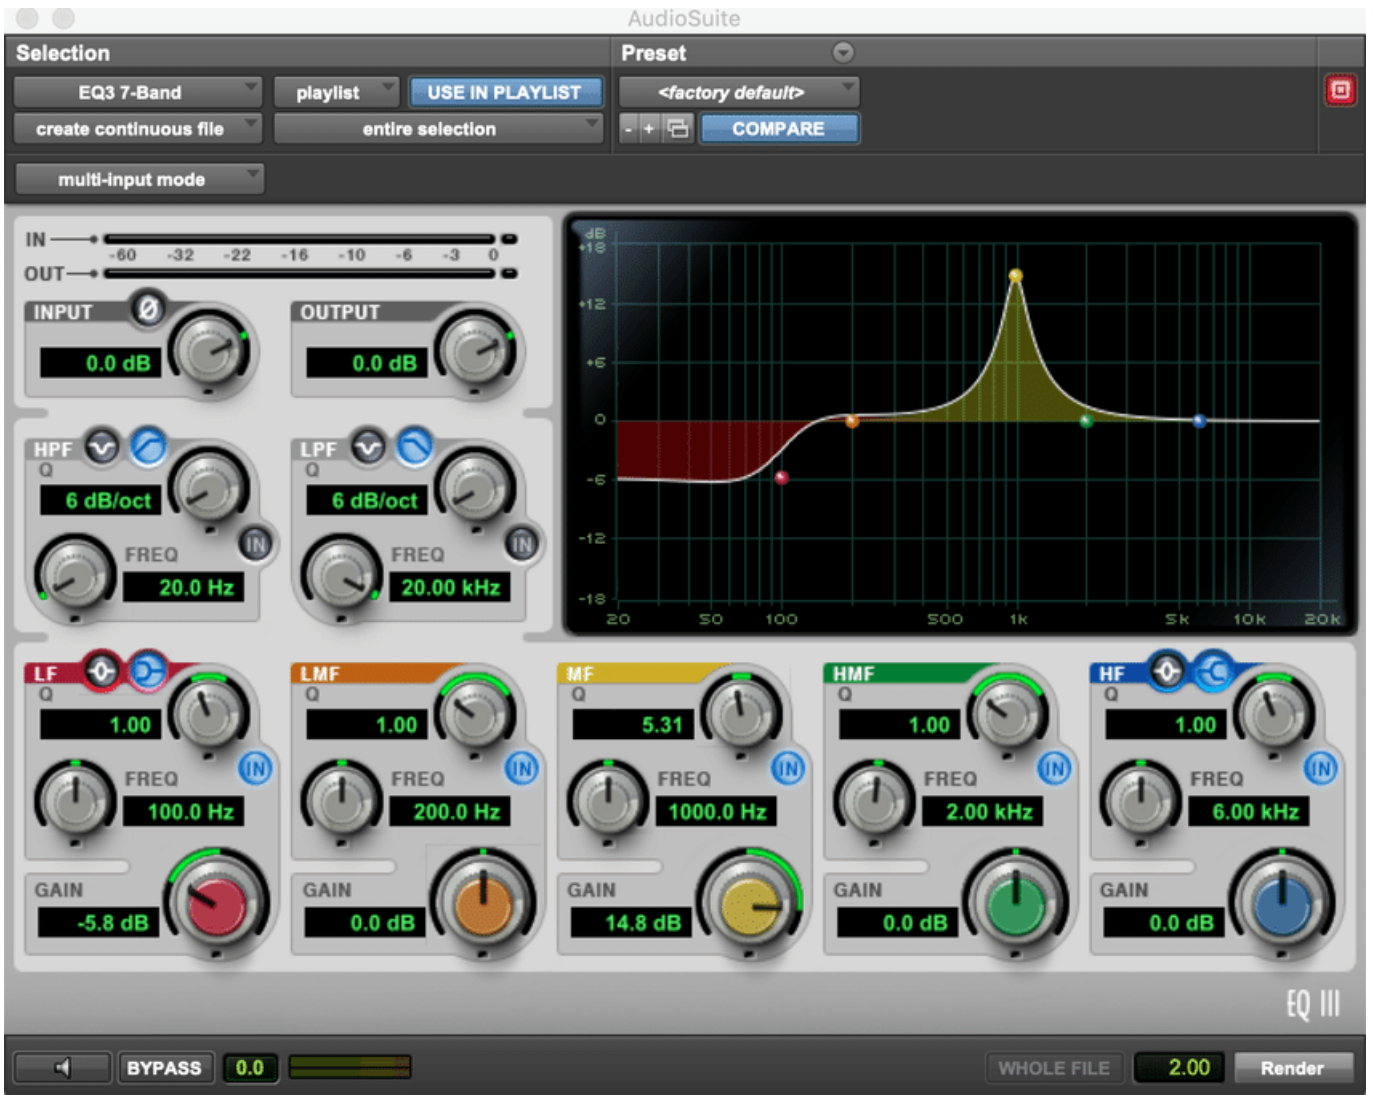 AudioSuite
Selection
Preset
EQ3 7-Band
playlist
USE IN PLAYLIST
<factory default>
create continuous file
entire selection
- +
COMPARE
multi-input mode
IN
-60 -32 -22 -16 -10 -6 -3 0
OUT
INPUT
Ø
0.0 dB
OUTPUT
0.0 dB
HPF
Q
6 dB/oct
IN
FREQ
20.0 Hz
LPF
Q
6 dB/oct
IN
FREQ
20.00 kHz
dB
+18
+12
+6
0
-6
-12
-18
20 50 100 500 1k 5k 10k 20k
LF
Q
1.00
IN
FREQ
100.0 Hz
GAIN
-5.8 dB
LMF
Q
1.00
IN
FREQ
200.0 Hz
GAIN
0.0 dB
MF
Q
5.31
IN
FREQ
1000.0 Hz
GAIN
14.8 dB
HMF
Q
1.00
IN
FREQ
2.00 kHz
GAIN
0.0 dB
HF
Q
1.00
IN
FREQ
6.00 kHz
GAIN
0.0 dB
EQ III
BYPASS
0.0
WHOLE FILE
2.00
Render